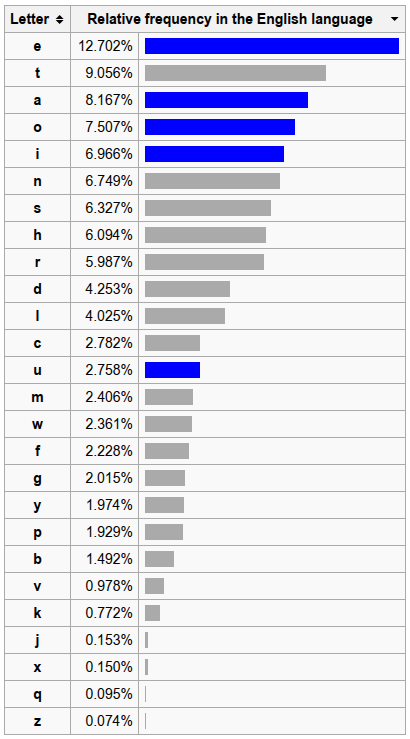 Letter Relative frequency in the English language
e 12.702%
t 9.056%
a 8.167%
o 7.507%
i 6.966%
n 6.749%
s 6.327%
h 6.094%
r 5.987%
d 4.253%
l 4.025%
c 2.782%
u 2.758%
m 2.406%
w 2.361%
f 2.228%
g 2.015%
y 1.974%
p 1.929%
b 1.492%
v 0.978%
k 0.772%
j 0.153%
x 0.150%
q 0.095%
z 0.074%